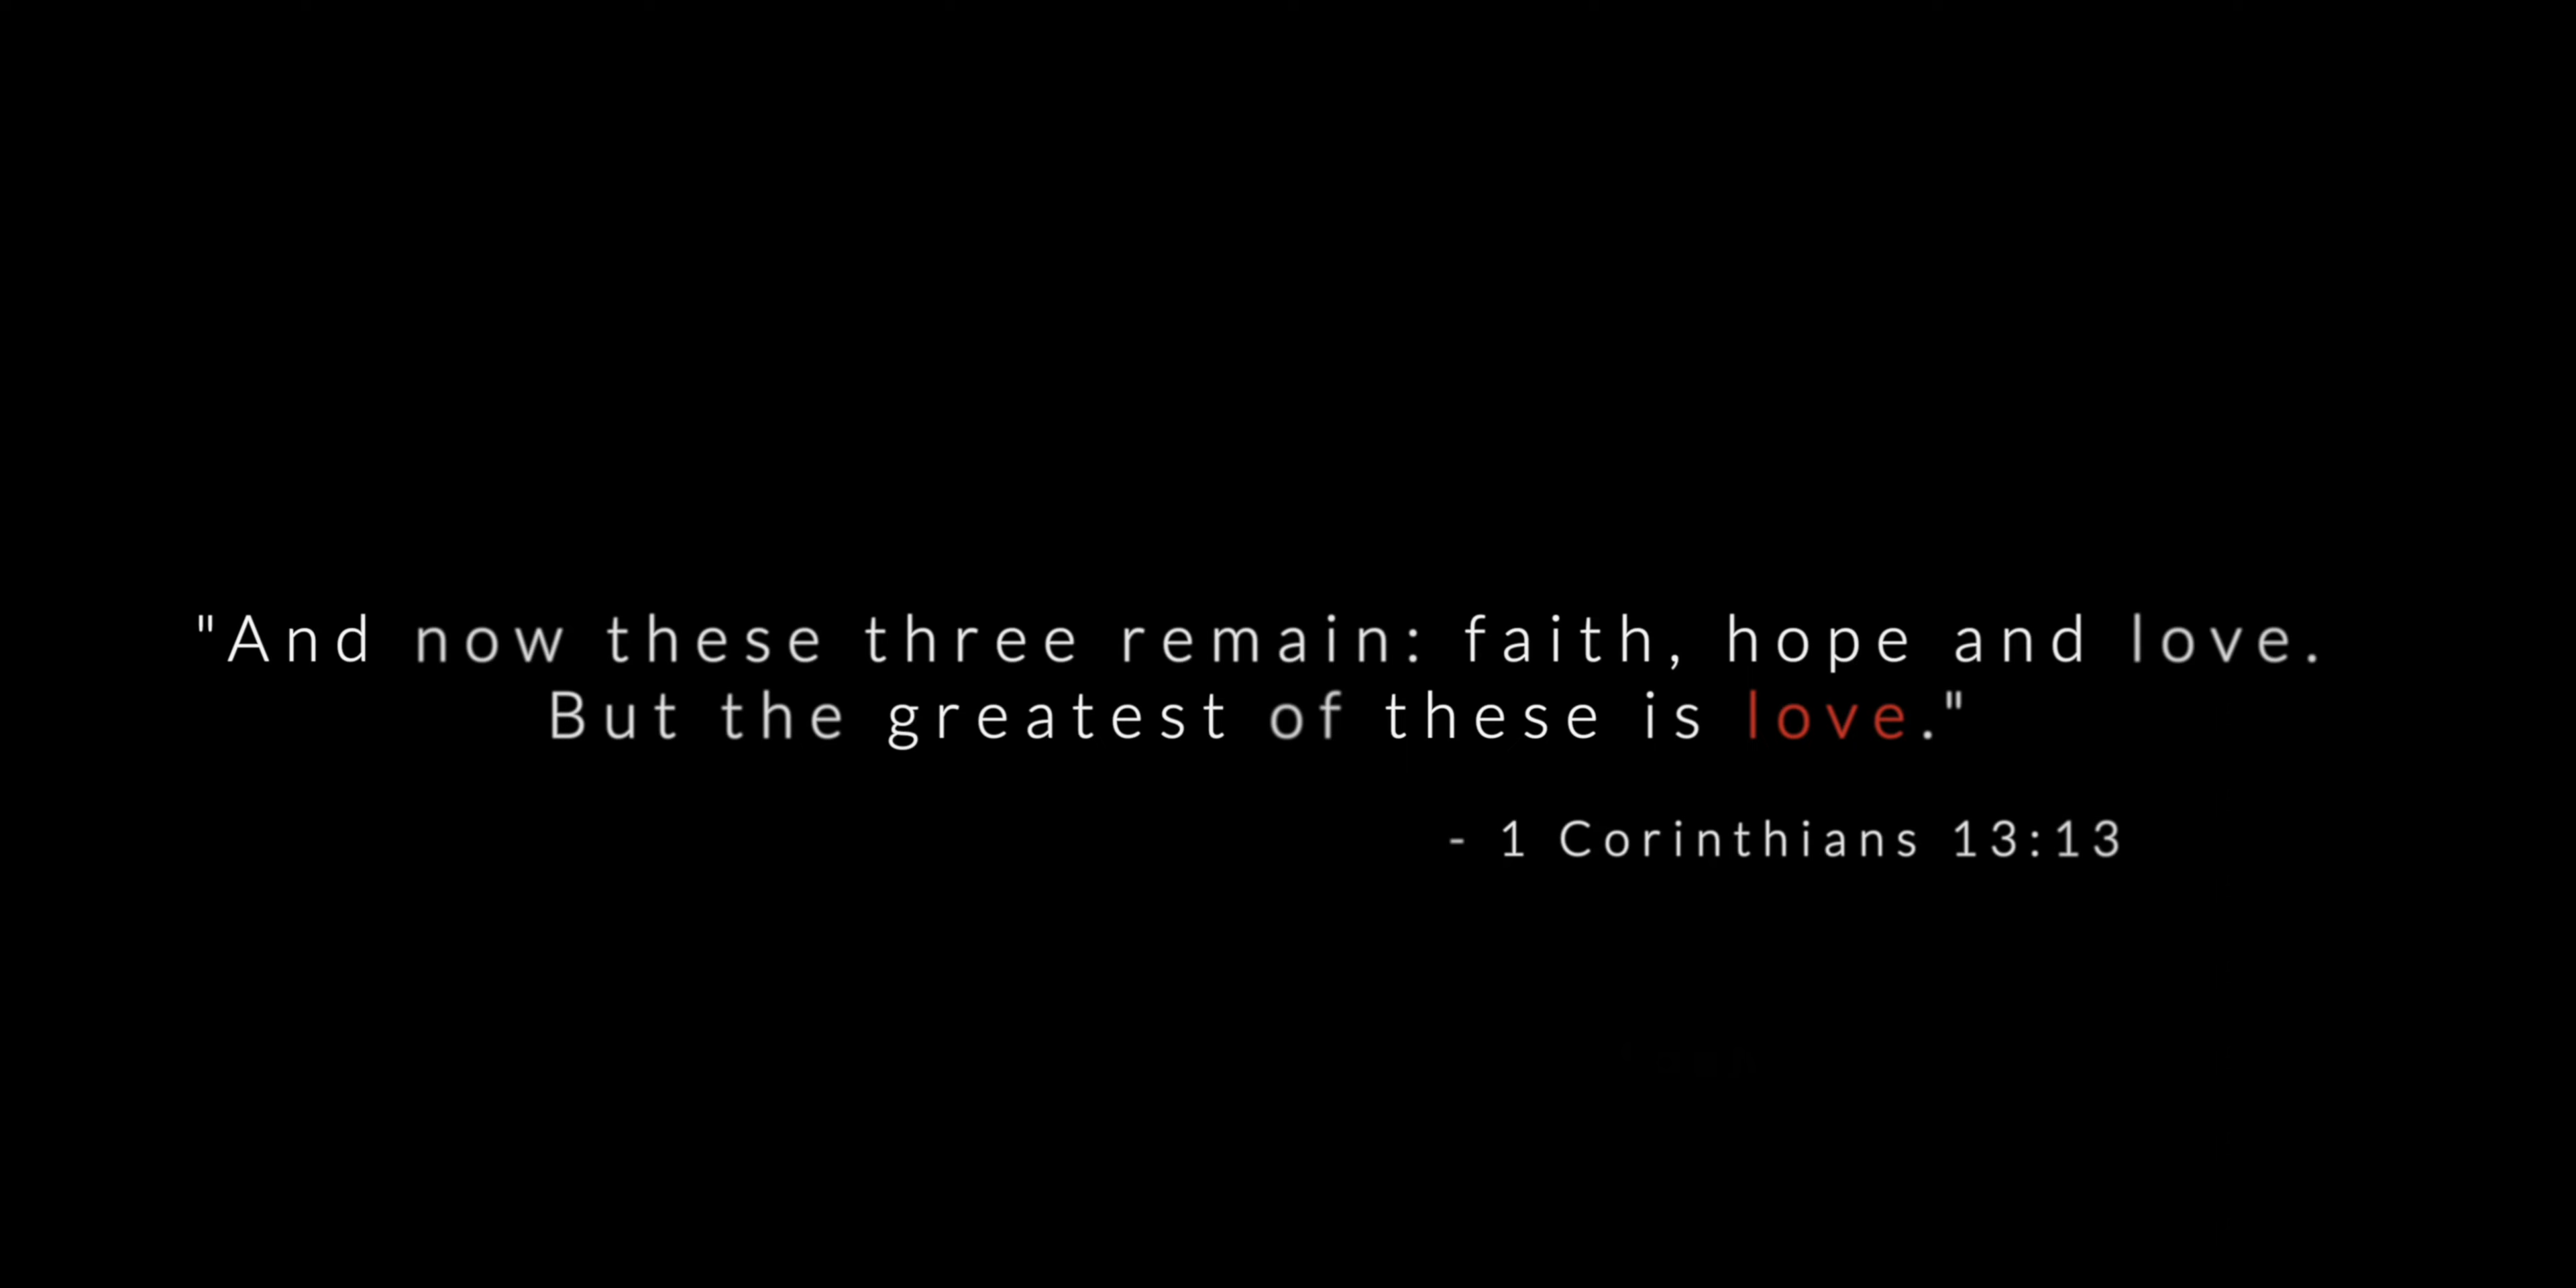 "And now these three remain: faith, hope and love.
But the greatest of these is love."
- 1 Corinthians 13:13